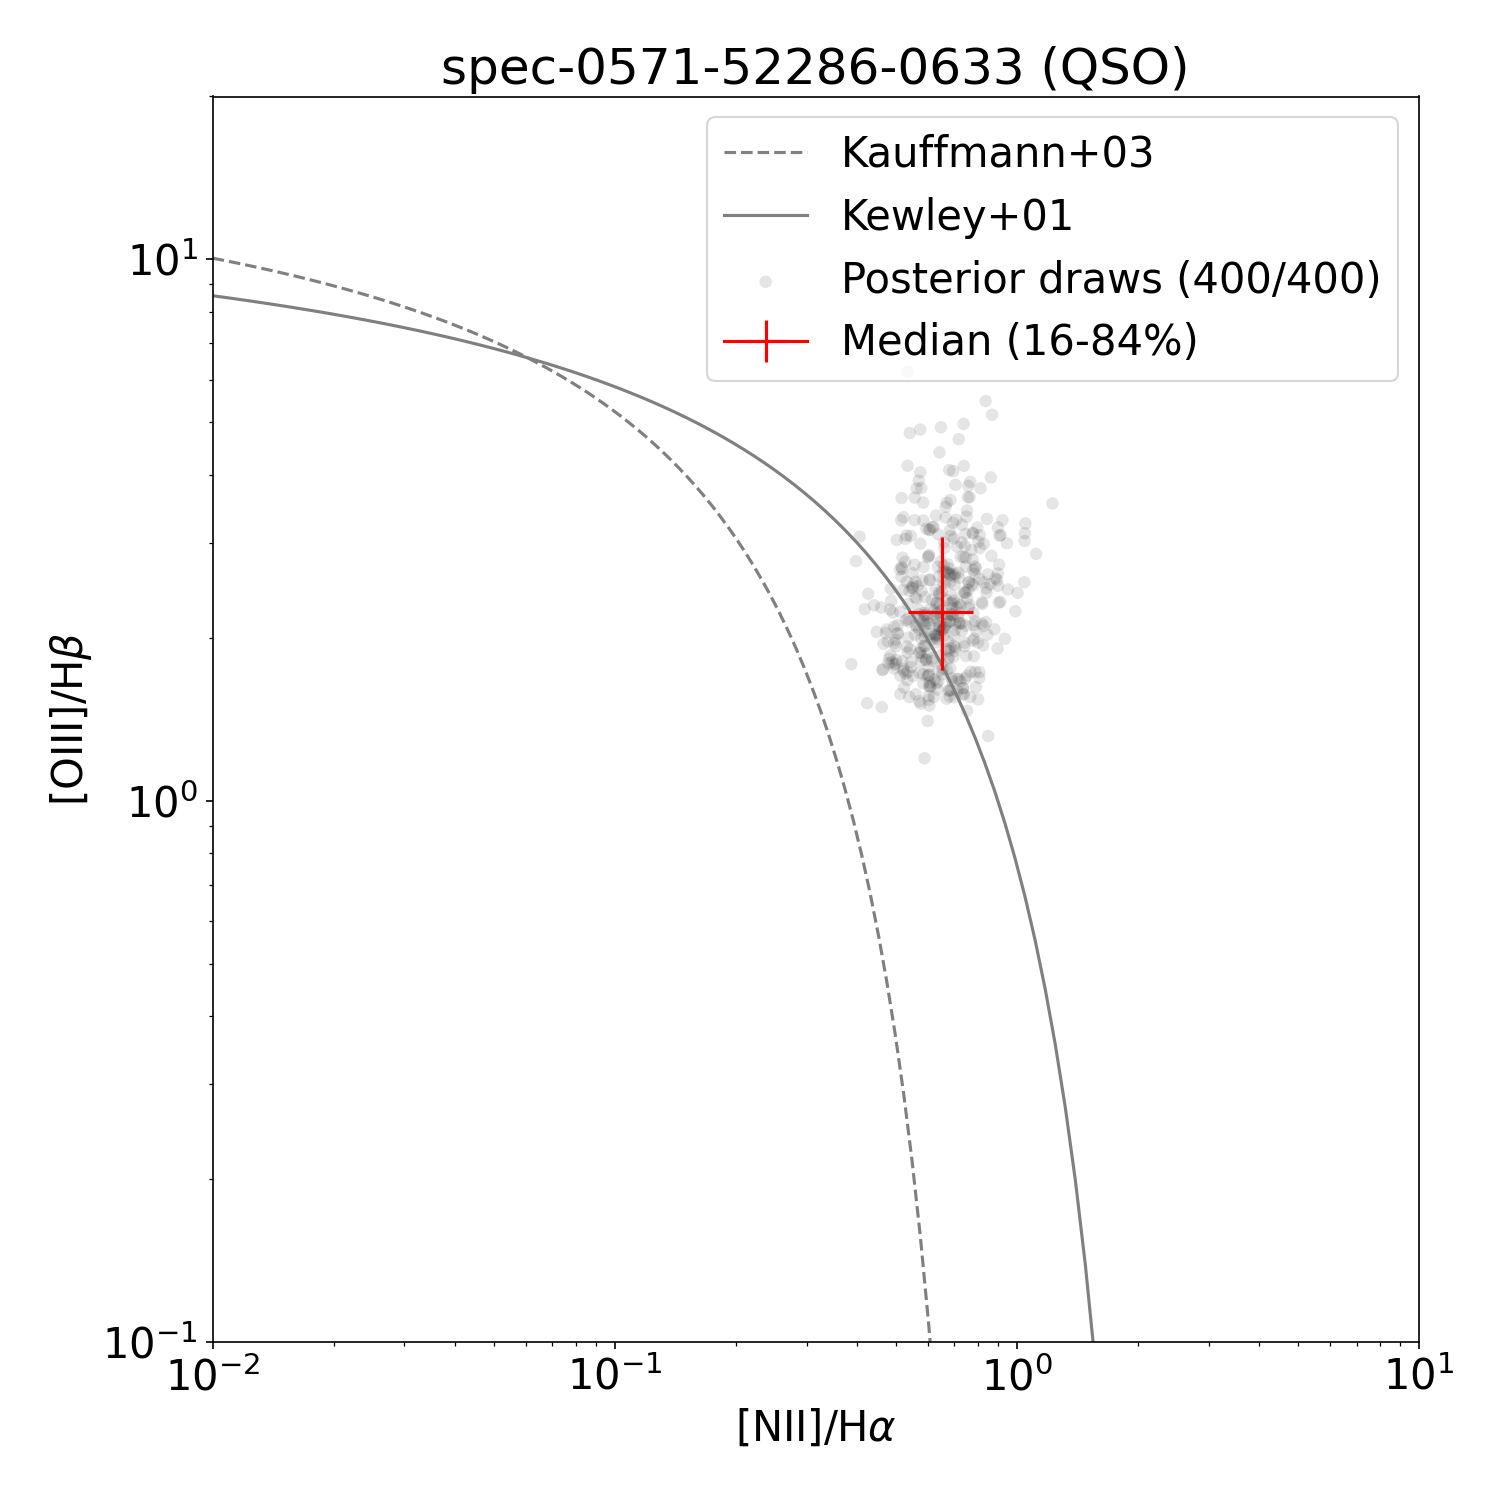 spec-0571-52286-0633 (QSO)
Kauffmann+03
Kewley+01
Posterior draws (400/400)
Median (16-84%)
[OIII]/Hβ
10¹
10⁰
10⁻¹
10⁻²
10⁻¹
10⁰
10¹
[NII]/Hα